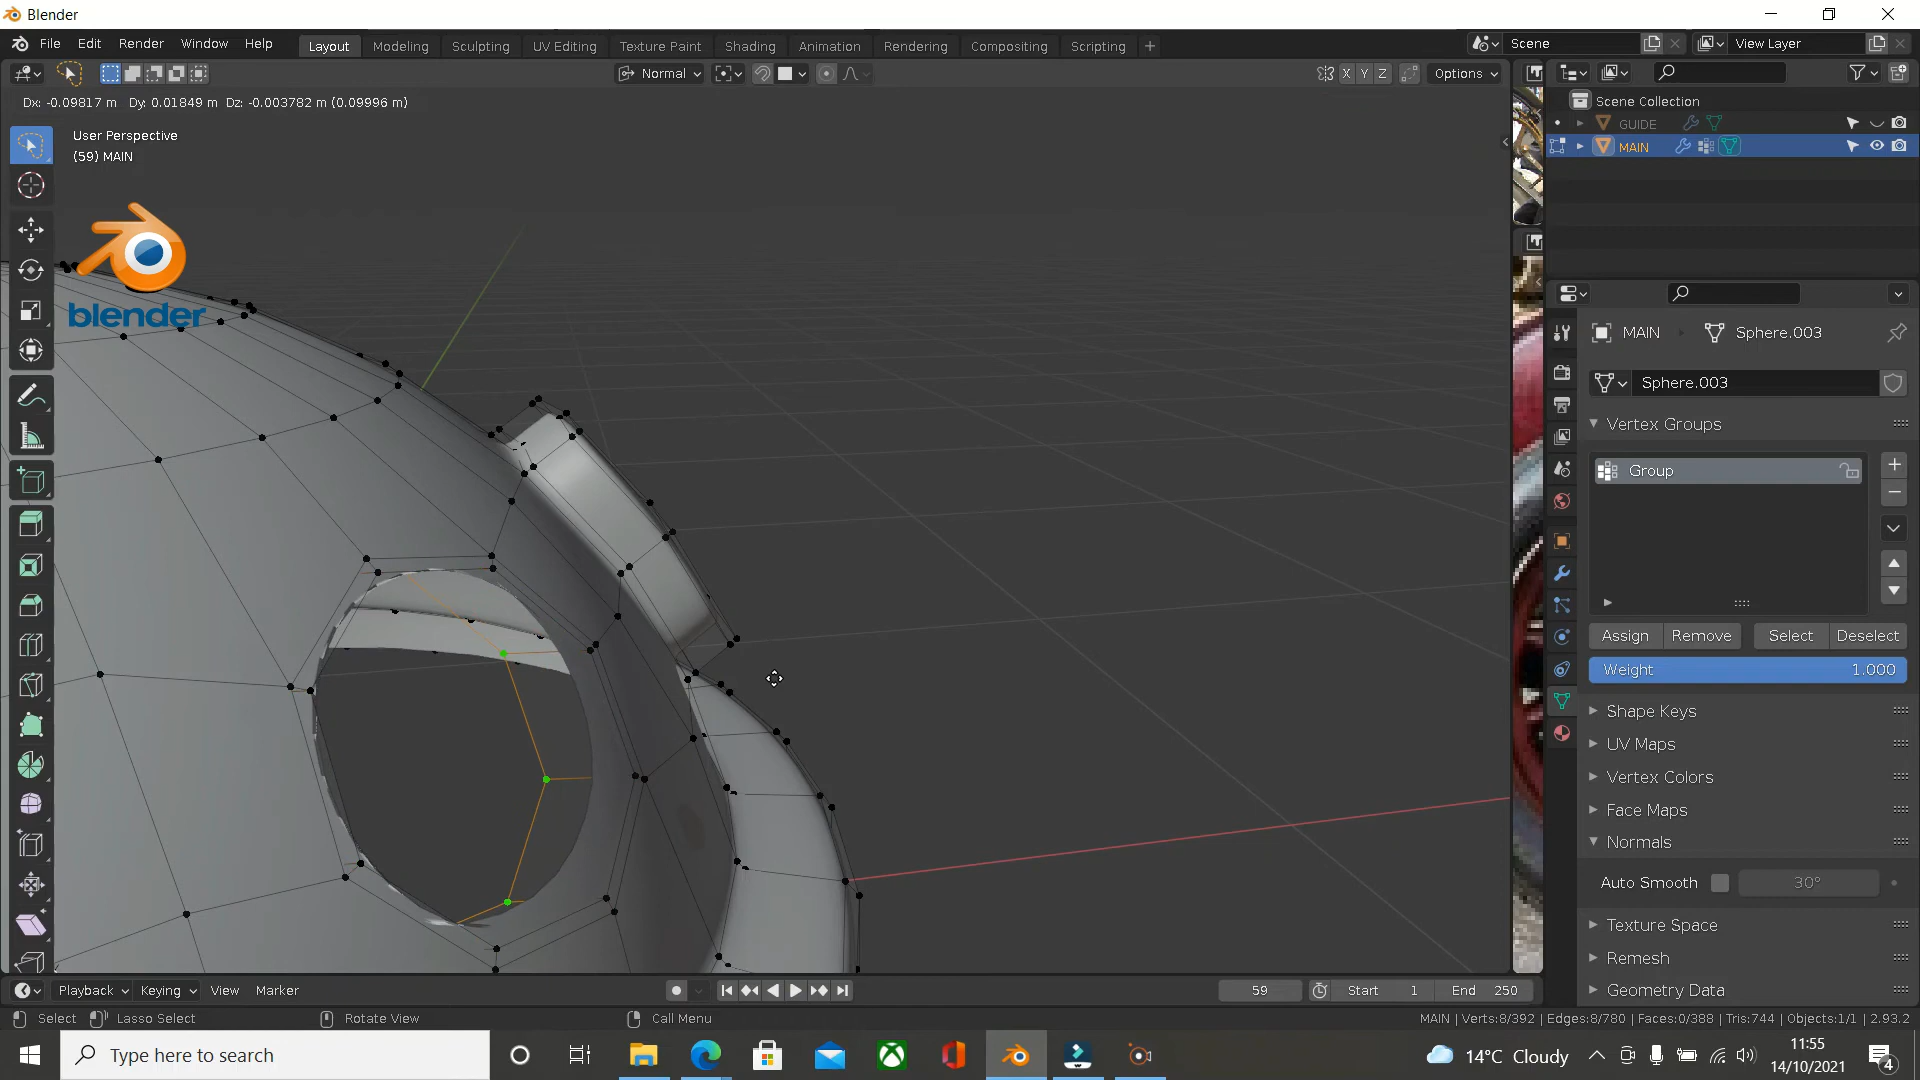 Blender
File Edit Render Window Help
Layout Modeling Sculpting UV Editing Texture Paint Shading Animation Rendering Compositing Scripting +
Scene
View Layer
Normal
X Y Z
Options
Dx: -0.09817 m Dy: 0.01849 m Dz: -0.003782 m (0.09996 m)
User Perspective
(59) MAIN
blender
Scene Collection
GUIDE
MAIN
MAIN
Sphere.003
Sphere.003
Vertex Groups
Group
Assign Remove Select Deselect
Weight 1.000
Shape Keys
UV Maps
Vertex Colors
Face Maps
Normals
Auto Smooth 30°
Texture Space
Remesh
Geometry Data
Playback Keying View Marker
59
Start 1
End 250
Select
Lasso Select
Rotate View
Call Menu
MAIN | Verts:8/392 | Edges:8/780 | Faces:0/388 | Tris:744 | Objects:1/1 | 2.93.2
Type here to search
14°C Cloudy
11:55
14/10/2021
4